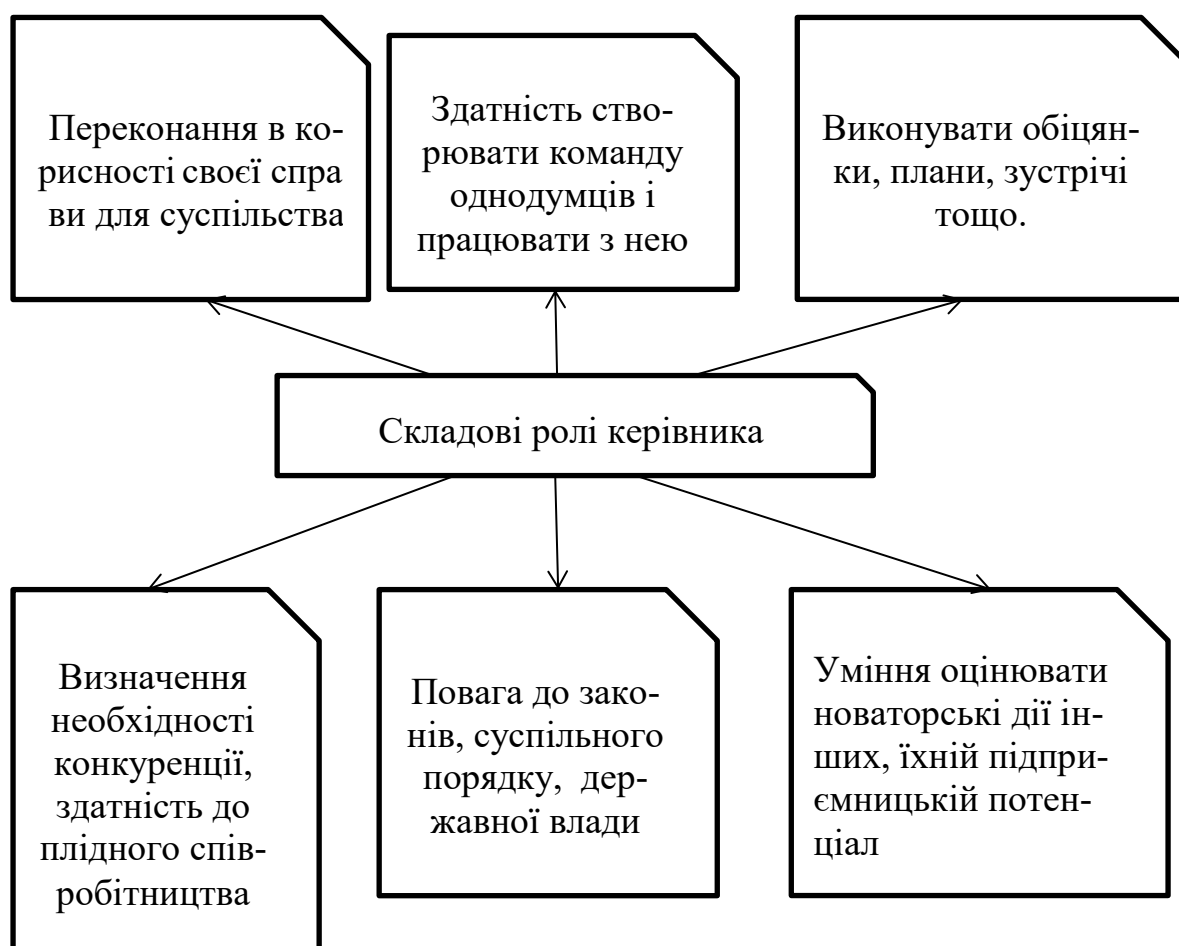 Переконання в ко-
рисності своєї спра
ви для суспільства
Здатність ство-
рювати команду
однодумців і
працювати з нею
Виконувати обіцян-
ки, плани, зустрічі
тощо.
Складові ролі керівника
Визначення
необхідності
конкуренції,
здатність до
плідного спів-
робітництва
Повага до зако-
нів, суспільного
порядку,  дер-
жавної влади
Уміння оцінювати
новаторські дії ін-
ших, їхній підпри-
ємницькій потен-
ціал